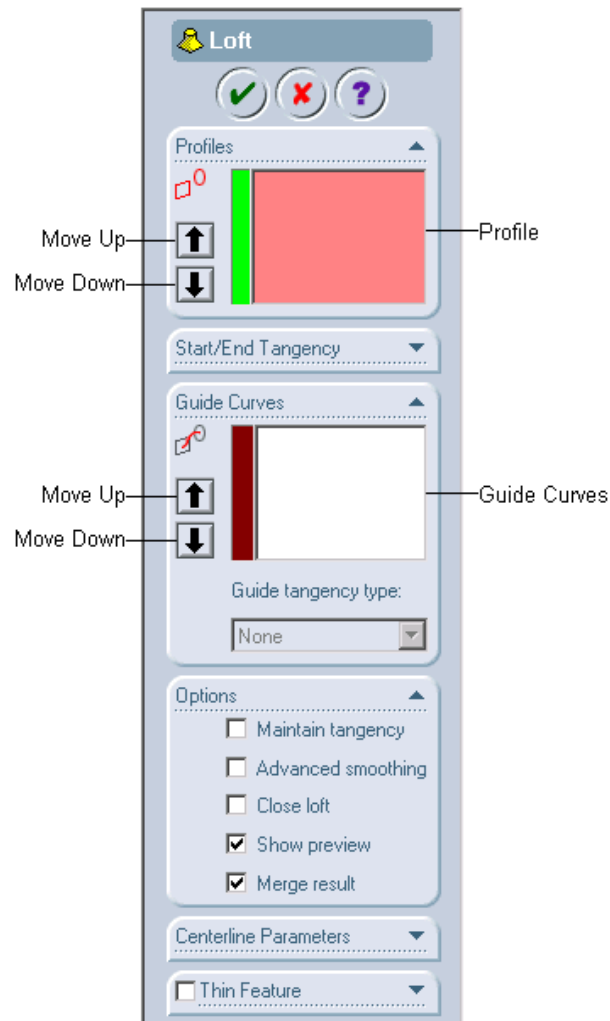 Loft
?
Profiles
Move Up
Profile
Move Down
Start/End Tangency
Guide Curves
Move Up
Guide Curves
Move Down
Guide tangency type:
None
Options
Maintain tangency
Advanced smoothing
Close loft
Show preview
Merge result
Centerline Parameters
Thin Feature